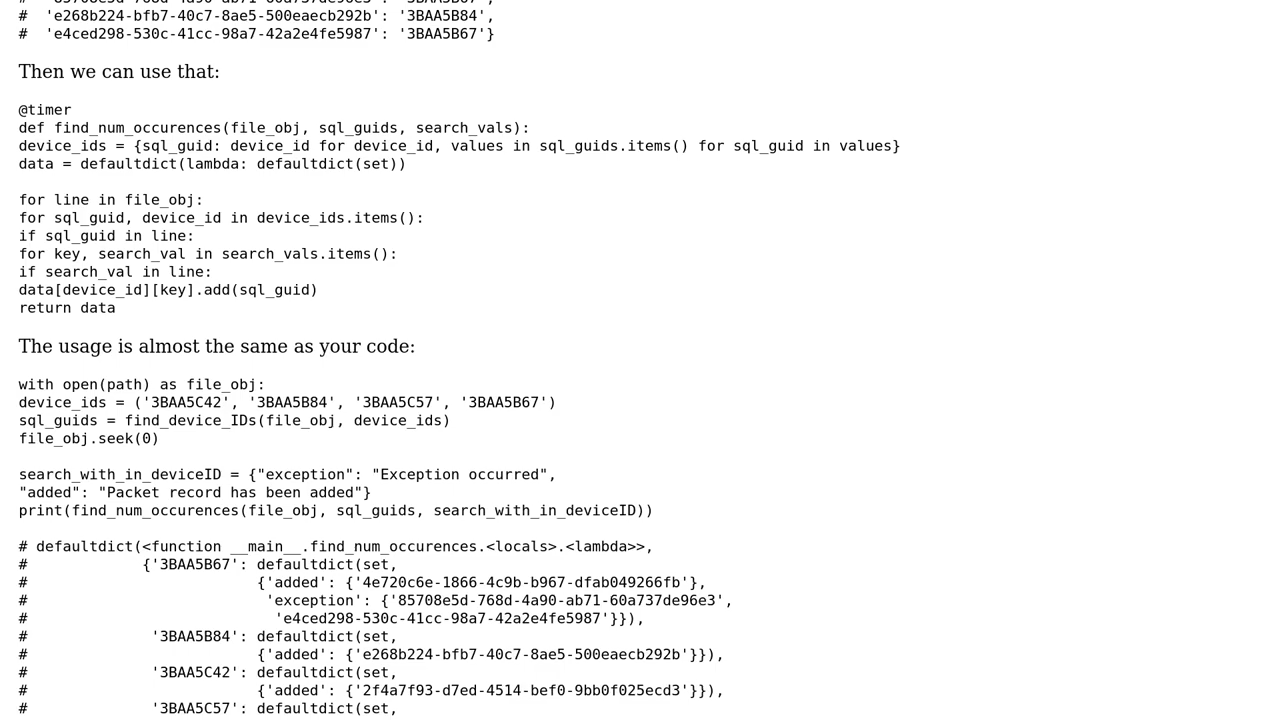 #  'e268b224-bfb7-40c7-8ae5-500eaecb292b': '3BAA5B84',
#  'e4ced298-530c-41cc-98a7-42a2e4fe5987': '3BAA5B67'}
Then we can use that:
@timer
def find_num_occurences(file_obj, sql_guids, search_vals):
device_ids = {sql_guid: device_id for device_id, values in sql_guids.items() for sql_guid in values}
data = defaultdict(lambda: defaultdict(set))
for line in file_obj:
for sql_guid, device_id in device_ids.items():
if sql_guid in line:
for key, search_val in search_vals.items():
if search_val in line:
data[device_id][key].add(sql_guid)
return data
The usage is almost the same as your code:
with open(path) as file_obj:
device_ids = ('3BAA5C42', '3BAA5B84', '3BAA5C57', '3BAA5B67')
sql_guids = find_device_IDs(file_obj, device_ids)
file_obj.seek(0)
search_with_in_deviceID = {"exception": "Exception occurred",
"added": "Packet record has been added"}
print(find_num_occurences(file_obj, sql_guids, search_with_in_deviceID))
# defaultdict(<function __main__.find_num_occurences.<locals>.<lambda>>,
#             {'3BAA5B67': defaultdict(set,
#                          {'added': {'4e720c6e-1866-4c9b-b967-dfab049266fb'},
#                           'exception': {'85708e5d-768d-4a90-ab71-60a737de96e3',
#                            'e4ced298-530c-41cc-98a7-42a2e4fe5987'}}),
#              '3BAA5B84': defaultdict(set,
#                          {'added': {'e268b224-bfb7-40c7-8ae5-500eaecb292b'}}),
#              '3BAA5C42': defaultdict(set,
#                          {'added': {'2f4a7f93-d7ed-4514-bef0-9bb0f025ecd3'}}),
#              '3BAA5C57': defaultdict(set,